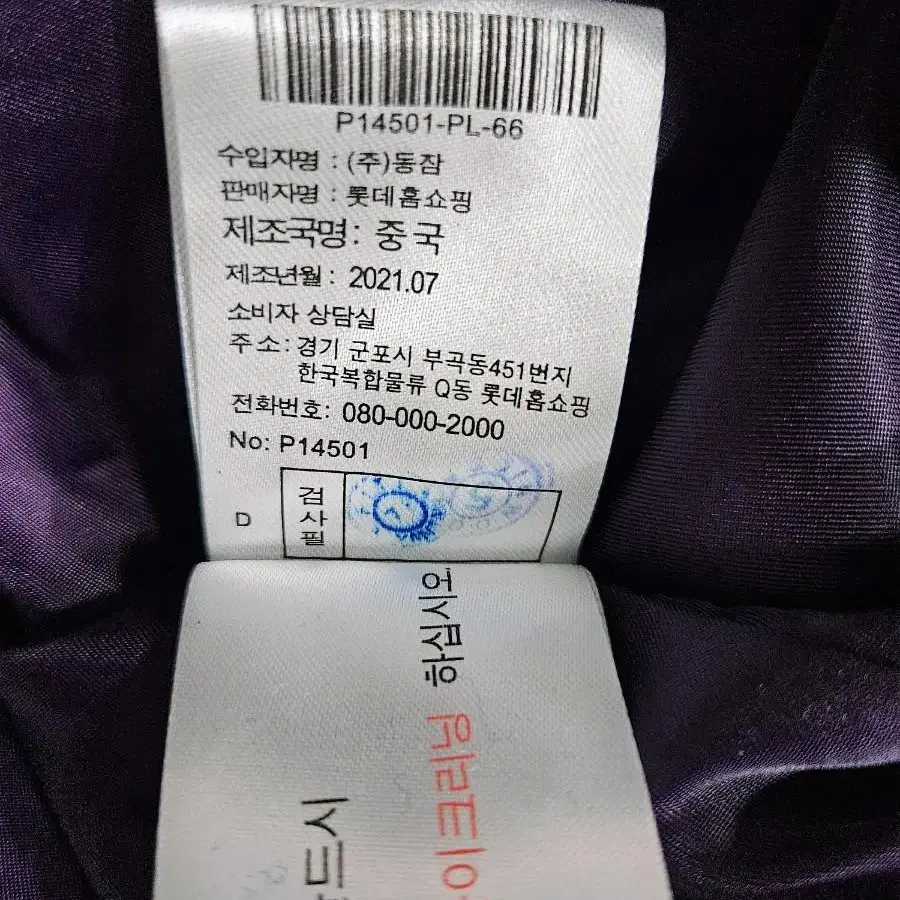 P14501-PL-66
수입자명 : (주)동잠
판매자명 : 롯데홈쇼핑
제조국명: 중국
제조년월 : 2021.07
소비자 상담실
주 소: 경기 군포시 부곡동451번지
한국복합물류 Q동 롯데홈쇼핑
전화번호: 080-000-2000
No: P14501
D
검사필
하십시오